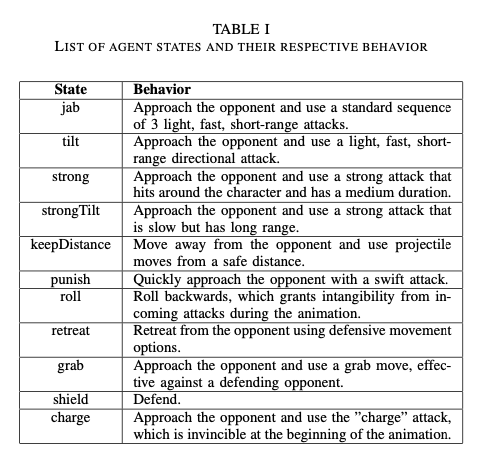 TABLE I
LIST OF AGENT STATES AND THEIR RESPECTIVE BEHAVIOR
State Behavior
jab Approach the opponent and use a standard sequence
of 3 light, fast, short-range attacks.
tilt Approach the opponent and use a light, fast, short-
range directional attack.
strong Approach the opponent and use a strong attack that
hits around the character and has a medium duration.
strongTilt Approach the opponent and use a strong attack that
is slow but has long range.
keepDistance Move away from the opponent and use projectile
moves from a safe distance.
punish Quickly approach the opponent with a swift attack.
roll Roll backwards, which grants intangibility from in-
coming attacks during the animation.
retreat Retreat from the opponent using defensive movement
options.
grab Approach the opponent and use a grab move, effec-
tive against a defending opponent.
shield Defend.
charge Approach the opponent and use the ”charge” attack,
which is invincible at the beginning of the animation.